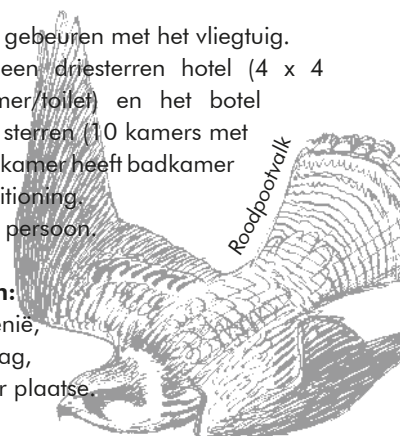 gebeuren met het vliegtuig.
een driesterren hotel (4 x 4
mer/toilet) en het botel
sterren (10 kamers met
kamer heeft badkamer
itioning.
persoon.
n:
enië,
ag,
r plaatse.
Roodpootvalk